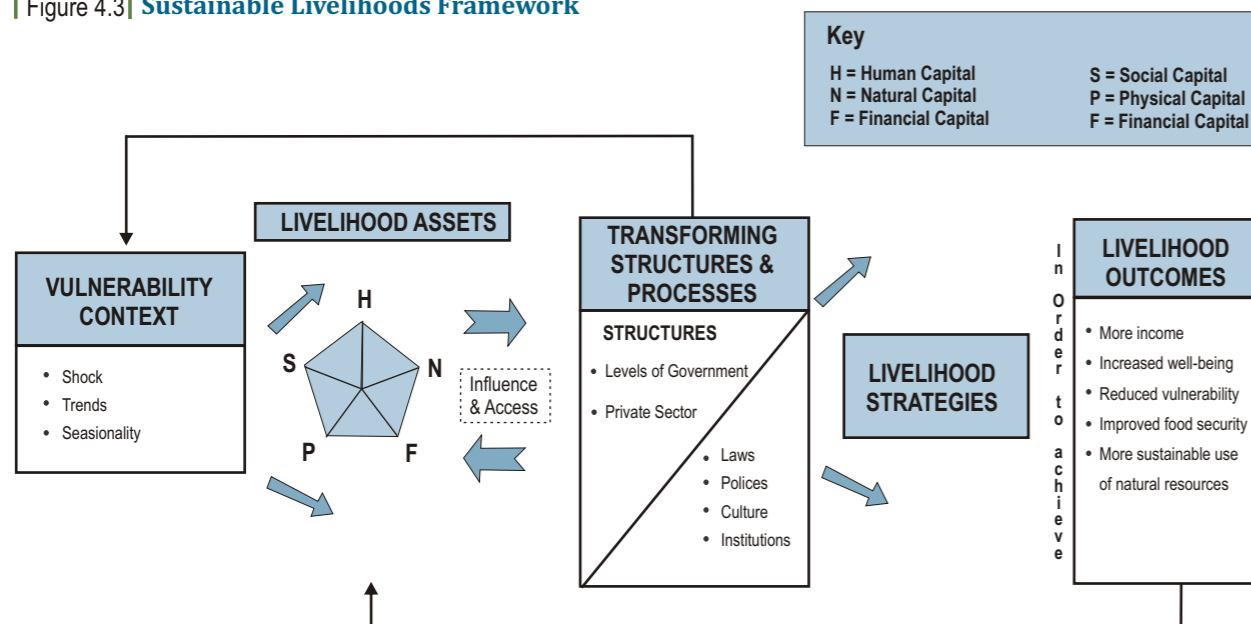 Figure 4.3 Sustainable Livelihoods Framework
Key
H = Human Capital
N = Natural Capital
F = Financial Capital
S = Social Capital
P = Physical Capital
F = Financial Capital
LIVELIHOOD ASSETS
VULNERABILITY
CONTEXT
• Shock
• Trends
• Seasionality
H
S
N
P
F
Influence
& Access
TRANSFORMING
STRUCTURES &
PROCESSES
STRUCTURES
• Levels of Government
• Private Sector
• Laws
• Polices
• Culture
• Institutions
LIVELIHOOD
STRATEGIES
In Order to achieve
LIVELIHOOD
OUTCOMES
• More income
• Increased well-being
• Reduced vulnerability
• Improved food security
• More sustainable use
of natural resources